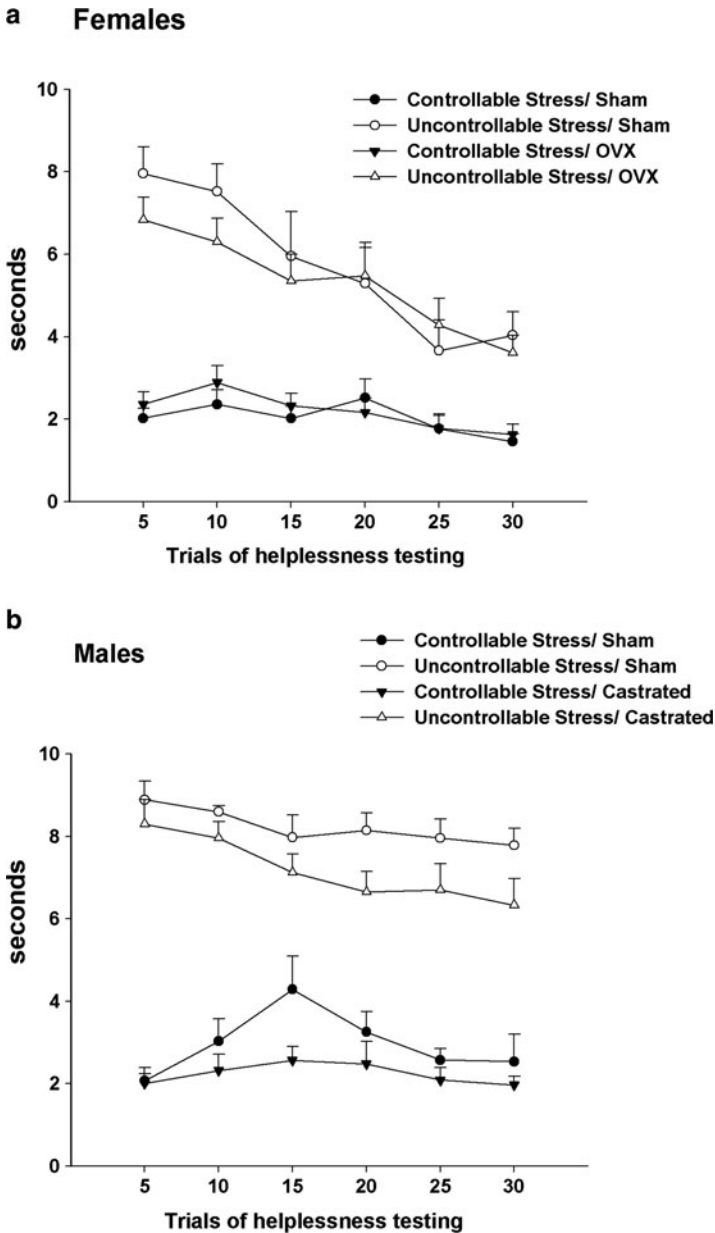 a Females
Controllable Stress/ Sham
Uncontrollable Stress/ Sham
Controllable Stress/ OVX
Uncontrollable Stress/ OVX
10
8
6
4
2
0
seconds
5 10 15 20 25 30
Trials of helplessness testing
b
Males
Controllable Stress/ Sham
Uncontrollable Stress/ Sham
Controllable Stress/ Castrated
Uncontrollable Stress/ Castrated
10
8
6
4
2
0
seconds
5 10 15 20 25 30
Trials of helplessness testing